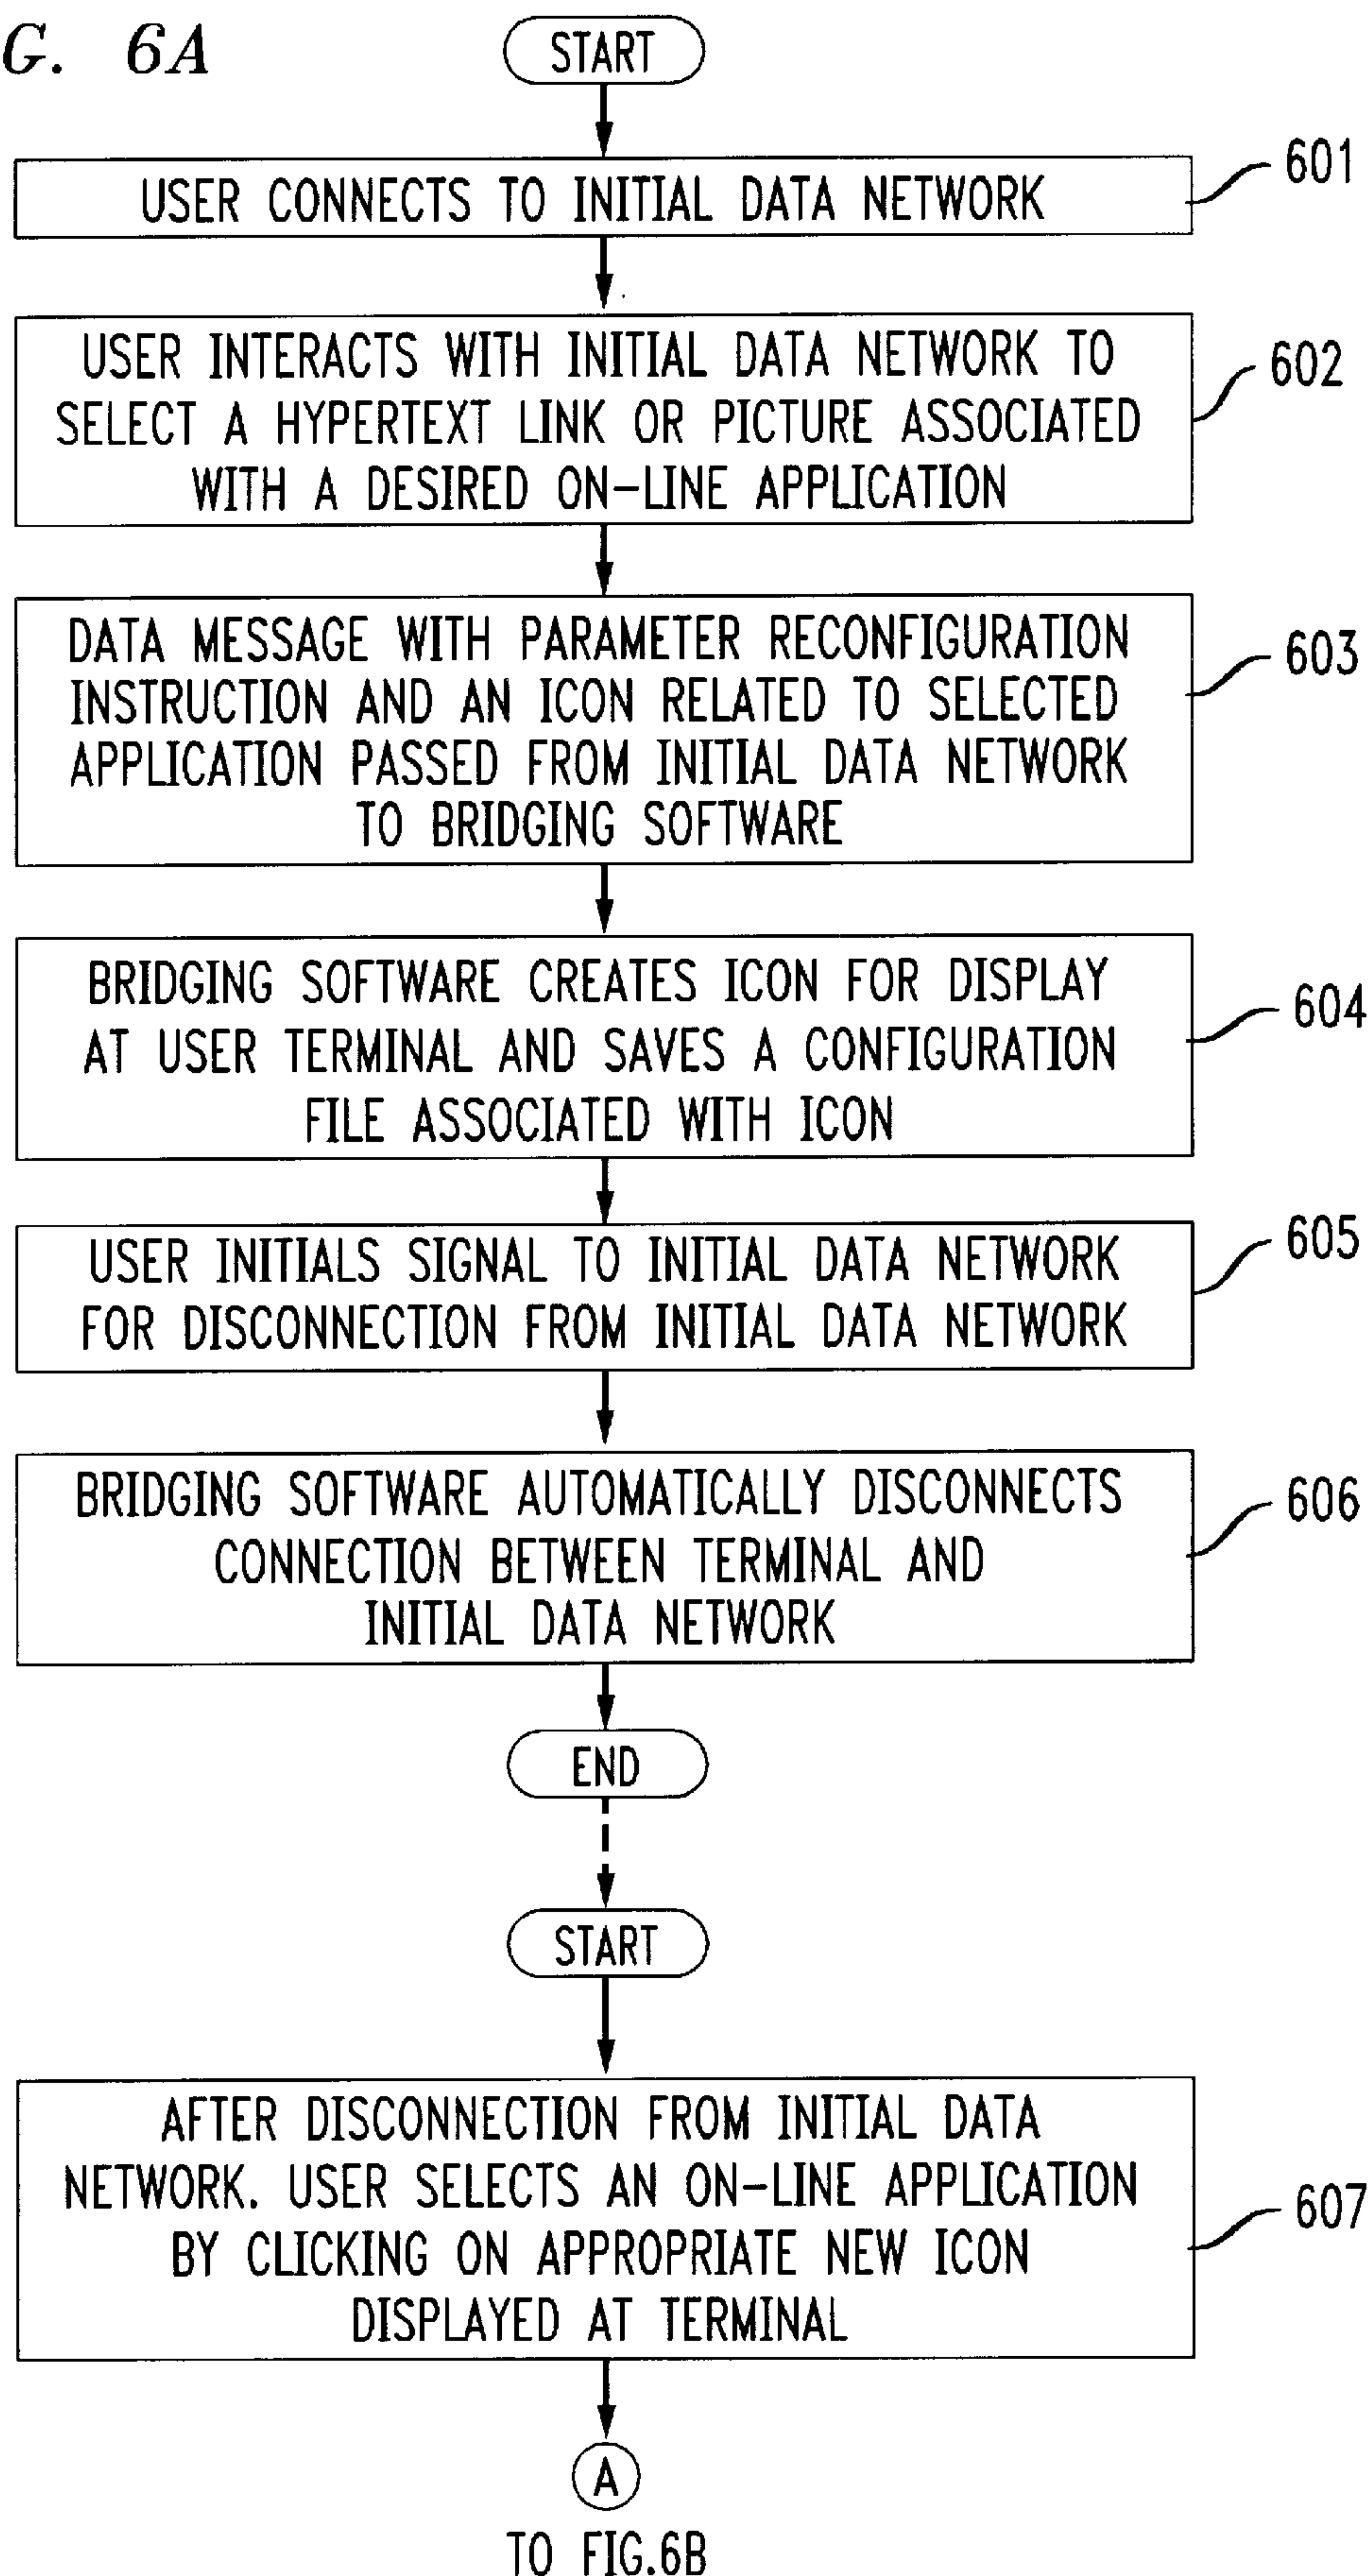 G. 6A
START
USER CONNECTS TO INITIAL DATA NETWORK
601
USER INTERACTS WITH INITIAL DATA NETWORK TO
SELECT A HYPERTEXT LINK OR PICTURE ASSOCIATED
WITH A DESIRED ON-LINE APPLICATION
602
DATA MESSAGE WITH PARAMETER RECONFIGURATION
INSTRUCTION AND AN ICON RELATED TO SELECTED
APPLICATION PASSED FROM INITIAL DATA NETWORK
TO BRIDGING SOFTWARE
603
BRIDGING SOFTWARE CREATES ICON FOR DISPLAY
AT USER TERMINAL AND SAVES A CONFIGURATION
FILE ASSOCIATED WITH ICON
604
USER INITIALS SIGNAL TO INITIAL DATA NETWORK
FOR DISCONNECTION FROM INITIAL DATA NETWORK
605
BRIDGING SOFTWARE AUTOMATICALLY DISCONNECTS
CONNECTION BETWEEN TERMINAL AND
INITIAL DATA NETWORK
606
END
START
AFTER DISCONNECTION FROM INITIAL DATA
NETWORK. USER SELECTS AN ON-LINE APPLICATION
BY CLICKING ON APPROPRIATE NEW ICON
DISPLAYED AT TERMINAL
607
A
TO FIG.6B